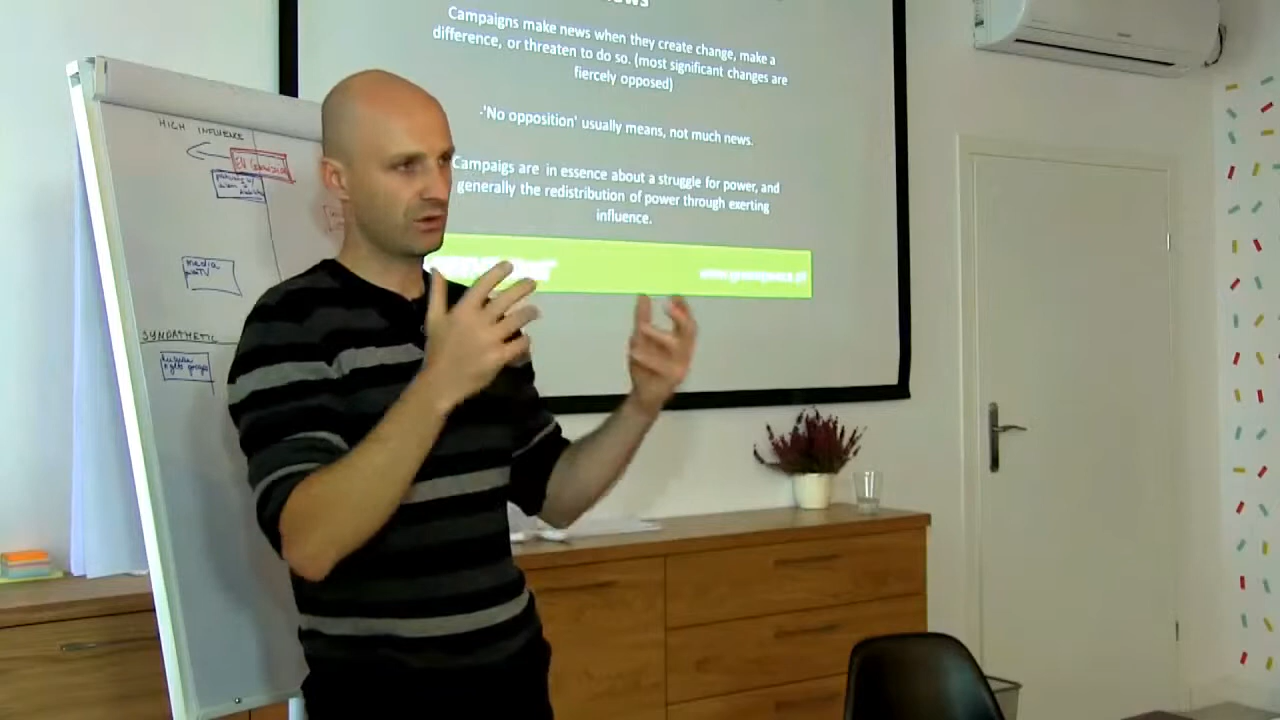 Campaigns make news when they create change, make a
difference, or threaten to do so. (most significant changes are
fiercely opposed)
-'No opposition' usually means, not much news.
Campaigs are in essence about a struggle for power, and
generally the redistribution of power through exerting
influence.
HIGH INFLUENCE
media
SYNPATHETIC